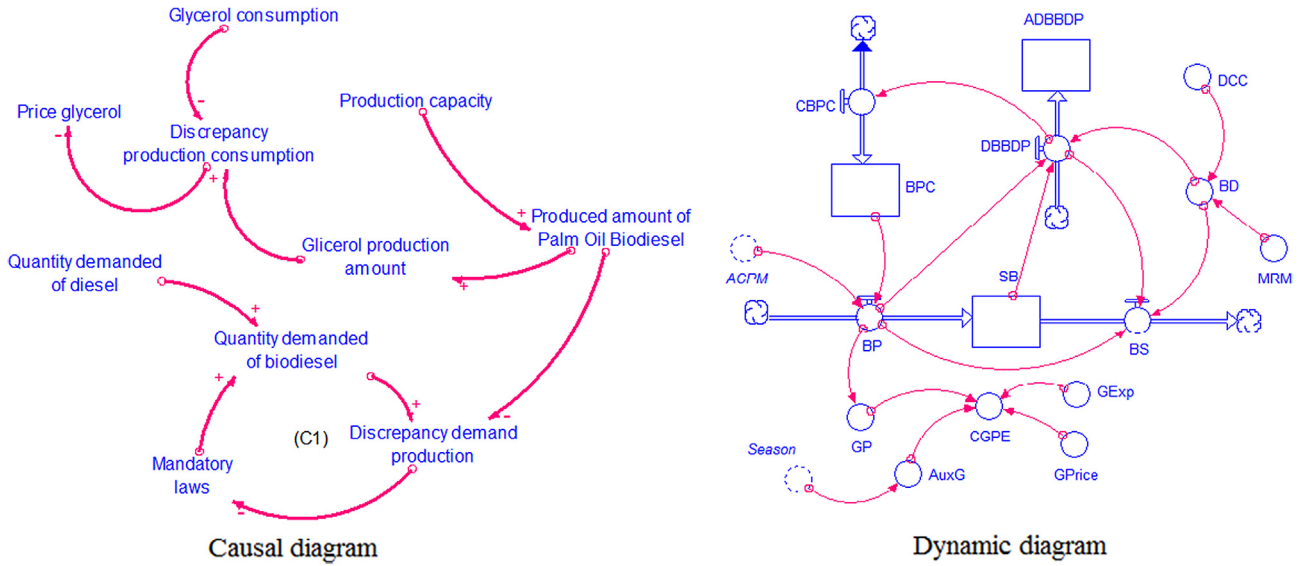 Glycerol consumption
-
Price glycerol
-
Discrepancy
production consumption
+
Production capacity
+
Produced amount of
Palm Oil Biodiesel
Glicerol production
amount
+
-
Quantity demanded
of diesel
+
Quantity demanded
of biodiesel
+
+
(C1)
Discrepancy demand
production
Mandatory
laws
-
Causal diagram
ADBBDP
DCC
CBPC
DBBDP
BPC
BD
ACPM
SB
MRM
BP
BS
GExp
GP
CGPE
Season
AuxG
GPrice
Dynamic diagram